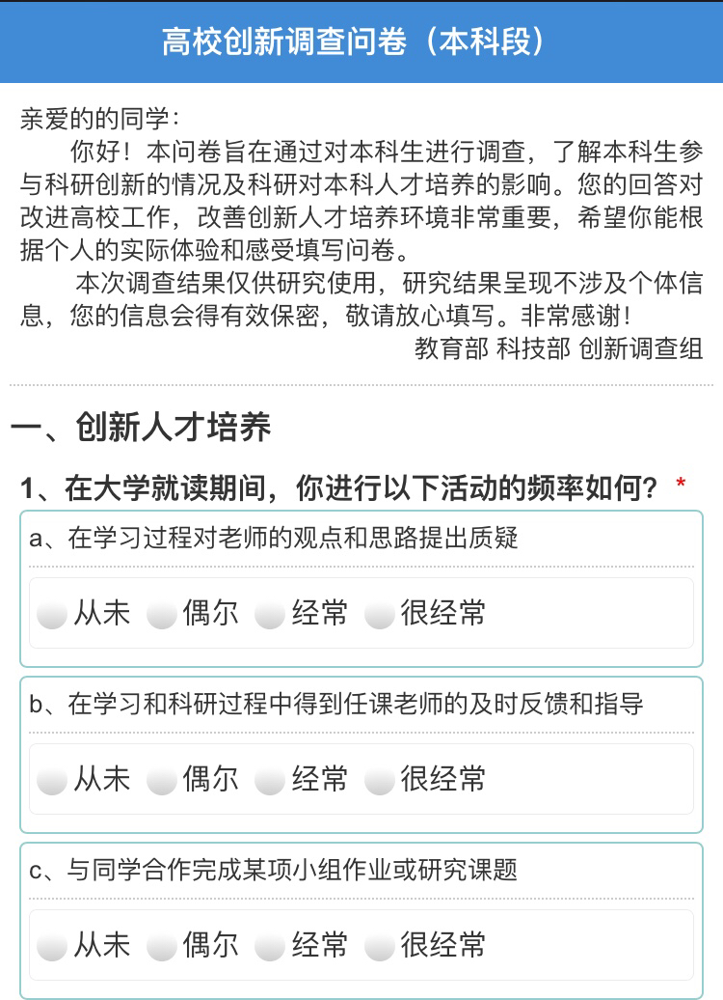 高校创新调查问卷（本科段）
亲爱的的同学：
你好！本问卷旨在通过对本科生进行调查，了解本科生参
与科研创新的情况及科研对本科人才培养的影响。您的回答对
改进高校工作，改善创新人才培养环境非常重要，希望你能根
据个人的实际体验和感受填写问卷。
本次调查结果仅供研究使用，研究结果呈现不涉及个体信
息，您的信息会得有效保密，敬请放心填写。非常感谢！
教育部 科技部 创新调查组
一、创新人才培养
1、在大学就读期间，你进行以下活动的频率如何？ *
a、在学习过程对老师的观点和思路提出质疑
从未 偶尔 经常 很经常
b、在学习和科研过程中得到任课老师的及时反馈和指导
从未 偶尔 经常 很经常
c、与同学合作完成某项小组作业或研究课题
从未 偶尔 经常 很经常